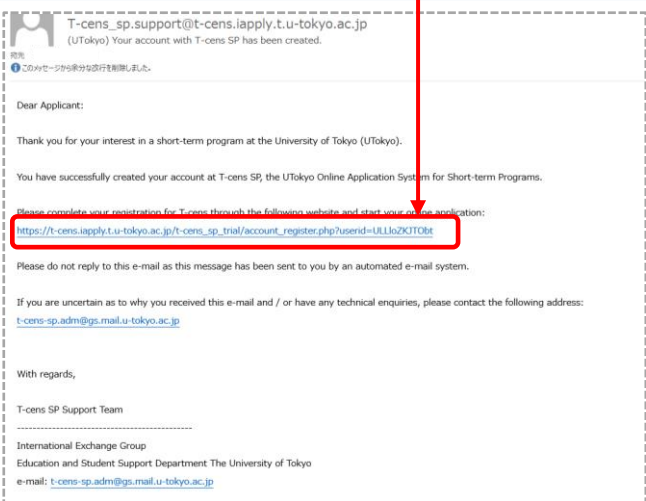 T-cens_sp.support@t-cens.iapply.t.u-tokyo.ac.jp
(UTokyo) Your account with T-cens SP has been created.
宛先
このメッセージから余分な改行を削除しました。
Dear Applicant:
Thank you for your interest in a short-term program at the University of Tokyo (UTokyo).
You have successfully created your account at T-cens SP, the UTokyo Online Application System for Short-term Programs.
Please complete your registration for T-cens through the following website and start your online application:
https://t-cens.iapply.t.u-tokyo.ac.jp/t-cens_sp_trial/account_register.php?userid=ULLloZKJTObt
Please do not reply to this e-mail as this message has been sent to you by an automated e-mail system.
If you are uncertain as to why you received this e-mail and / or have any technical enquiries, please contact the following address:
t-cens-sp.adm@gs.mail.u-tokyo.ac.jp
With regards,
T-cens SP Support Team
--------------------------------------------
International Exchange Group
Education and Student Support Department The University of Tokyo
e-mail: t-cens-sp.adm@gs.mail.u-tokyo.ac.jp